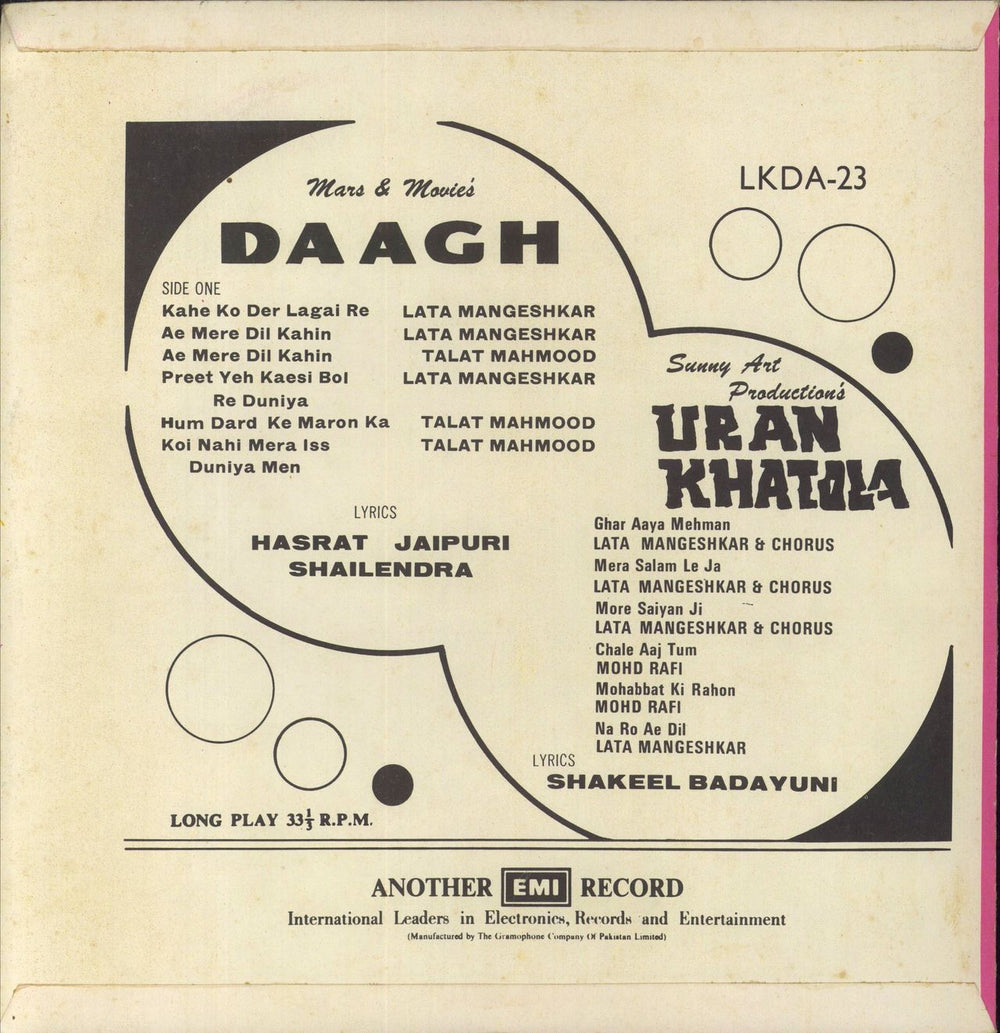 LKDA-23
Mars & Movie's
DAAGH
SIDE ONE
Kahe Ko Der Lagai Re LATA MANGESHKAR
Ae Mere Dil Kahin LATA MANGESHKAR
Ae Mere Dil Kahin TALAT MAHMOOD
Preet Yeh Kaesi Bol LATA MANGESHKAR
Re Duniya
Hum Dard Ke Maron Ka TALAT MAHMOOD
Koi Nahi Mera Iss TALAT MAHMOOD
Duniya Men
LYRICS
HASRAT JAIPURI
SHAILENDRA
Sunny Art
Production's
URAN
KHATOLA
Ghar Aaya Mehman
LATA MANGESHKAR & CHORUS
Mera Salam Le Ja
LATA MANGESHKAR & CHORUS
More Saiyan Ji
LATA MANGESHKAR & CHORUS
Chale Aaj Tum
MOHD RAFI
Mohabbat Ki Rahon
MOHD RAFI
Na Ro Ae Dil
LATA MANGESHKAR
LYRICS
SHAKEEL BADAYUNI
LONG PLAY 33⅓ R.P.M.
ANOTHER EMI RECORD
International Leaders in Electronics, Records and Entertainment
(Manufactured by The Gramophone Company Of Pakistan Limited)